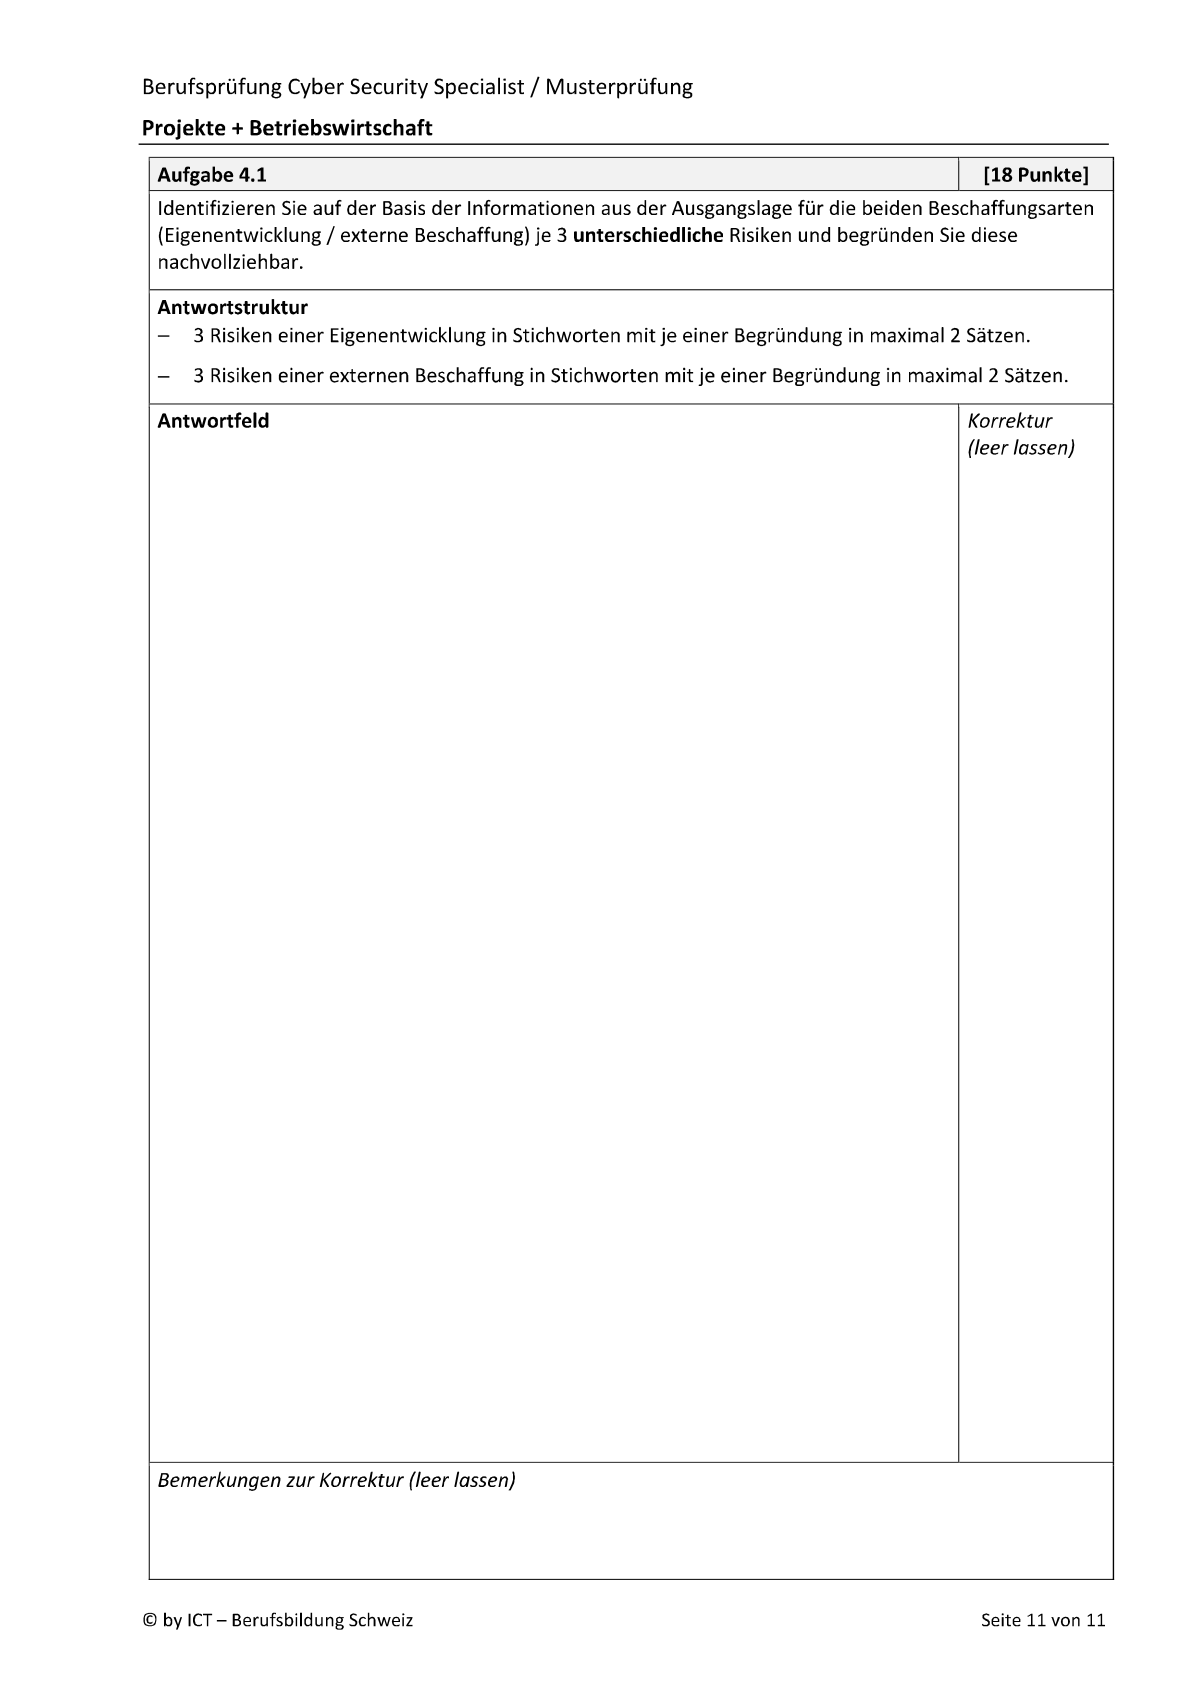 Berufsprüfung Cyber Security Specialist / Musterprüfung
Projekte + Betriebswirtschaft
Aufgabe 4.1 [18 Punkte]
Identifizieren Sie auf der Basis der Informationen aus der Ausgangslage für die beiden Beschaffungsarten
(Eigenentwicklung / externe Beschaffung) je 3 unterschiedliche Risiken und begründen Sie diese
nachvollziehbar.
Antwortstruktur
– 3 Risiken einer Eigenentwicklung in Stichworten mit je einer Begründung in maximal 2 Sätzen.
– 3 Risiken einer externen Beschaffung in Stichworten mit je einer Begründung in maximal 2 Sätzen.
Antwortfeld
Korrektur
(leer lassen)
Bemerkungen zur Korrektur (leer lassen)
© by ICT – Berufsbildung Schweiz Seite 11 von 11